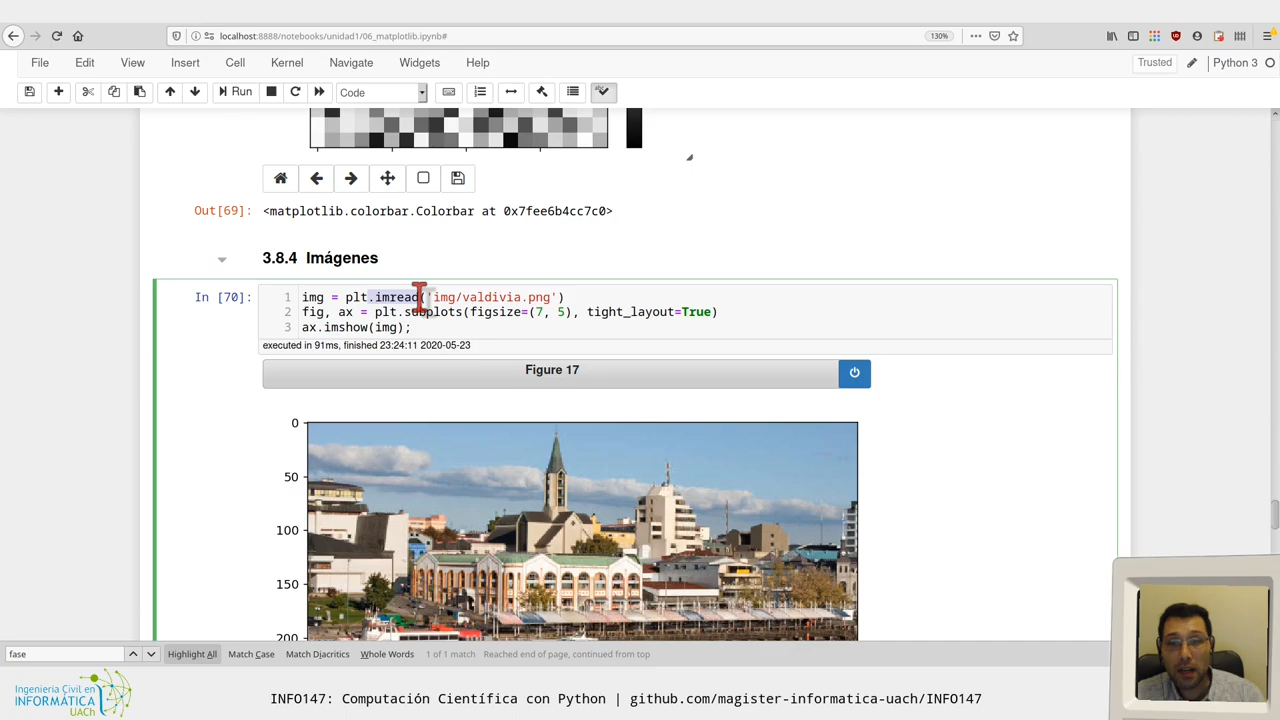 localhost:8888/notebooks/unidad1/06_matplotlib.ipynb#
130%
File Edit View Insert Cell Kernel Navigate Widgets Help
Trusted Python 3
Run Code
Out[69]: <matplotlib.colorbar.Colorbar at 0x7fee6b4cc7c0>
3.8.4 Imágenes
In [70]: 1 img = plt.imread('img/valdivia.png')
2 fig, ax = plt.subplots(figsize=(7, 5), tight_layout=True)
3 ax.imshow(img);
executed in 91ms, finished 23:24:11 2020-05-23
Figure 17
0
50
100
150
200
fase Highlight All Match Case Match Diacritics Whole Words 1 of 1 match Reached end of page, continued from top
Ingeniería Civil en
INFORMÁTICA
UACh
INFO147: Computación Científica con Python | github.com/magister-informatica-uach/INFO147